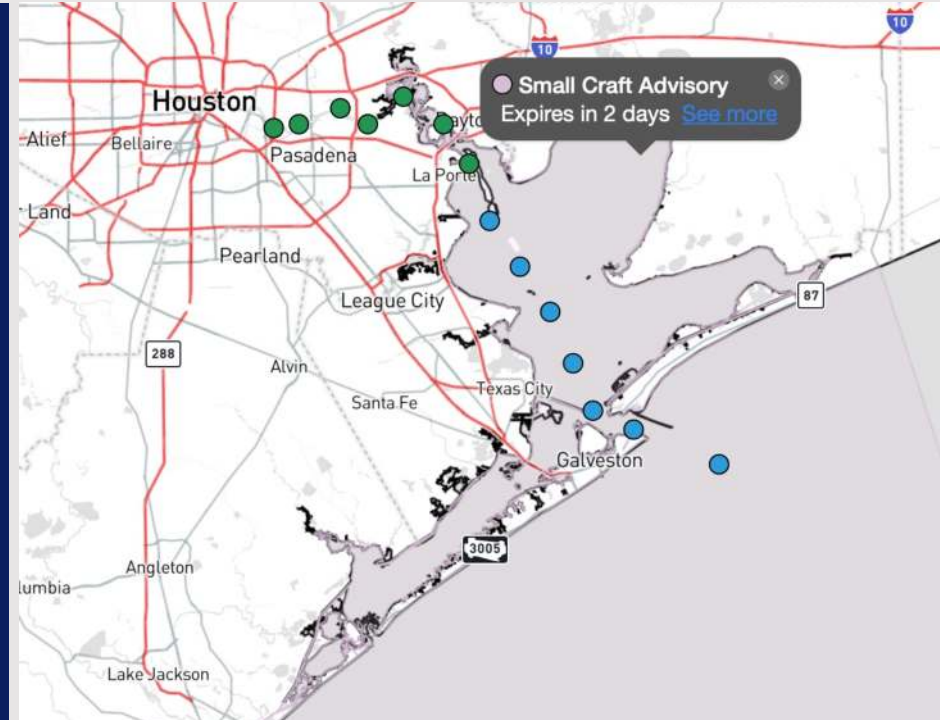 10
10
Small Craft Advisory
Expires in 2 days See more
Houston
Alief
Bellaire
Pasadena
La Porte
Land
Pearland
League City
87
288
Alvin
Texas City
Santa Fe
Galveston
3005
Angleton
lumbia
Lake Jackson